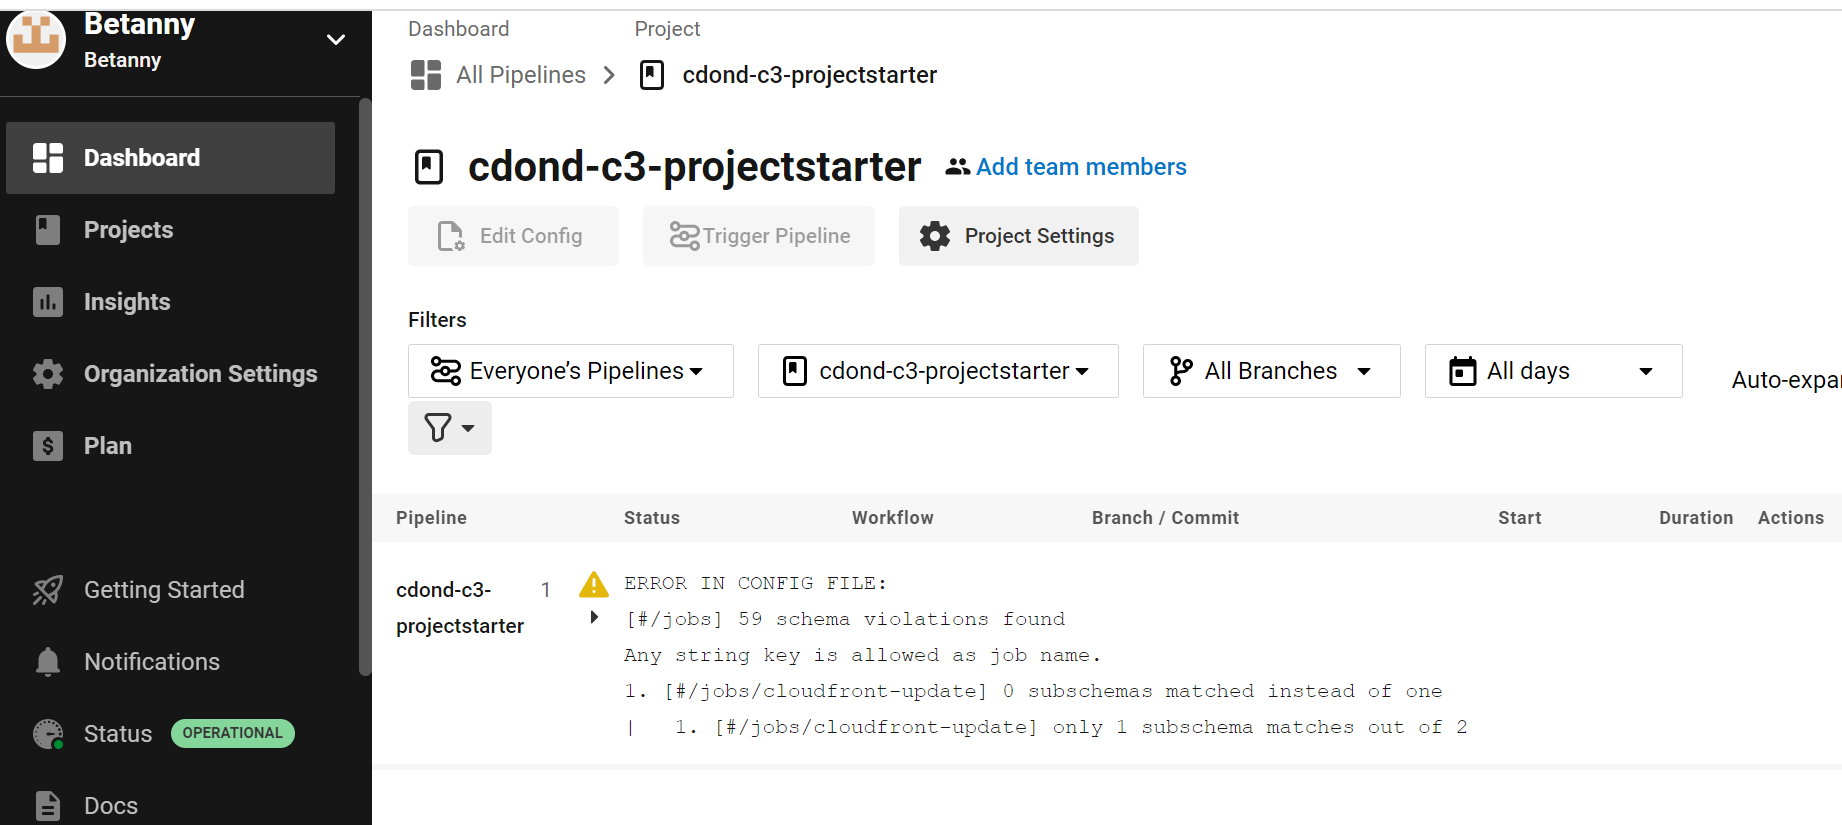 Betanny
Betanny
Dashboard
Projects
Insights
Organization Settings
Plan
Getting Started
Notifications
Status OPERATIONAL
Docs
Dashboard Project
All Pipelines cdond-c3-projectstarter
cdond-c3-projectstarter Add team members
Edit Config Trigger Pipeline Project Settings
Filters
Everyone’s Pipelines cdond-c3-projectstarter All Branches All days Auto-expa
Pipeline Status Workflow Branch / Commit Start Duration Actions
cdond-c3- 1 ERROR IN CONFIG FILE:
projectstarter [#/jobs] 59 schema violations found
Any string key is allowed as job name.
1. [#/jobs/cloudfront-update] 0 subschemas matched instead of one
| 1. [#/jobs/cloudfront-update] only 1 subschema matches out of 2